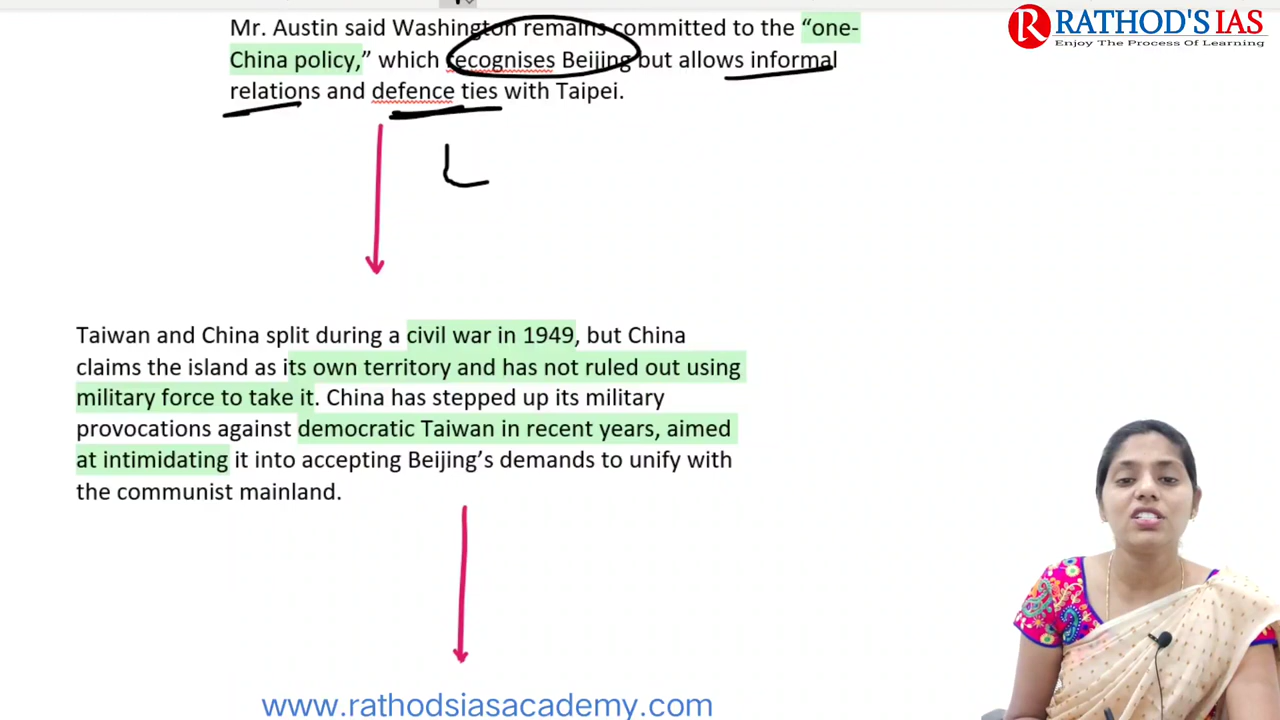 RATHOD'S IAS
Enjoy The Process Of Learning
Mr. Austin said Washington remains committed to the “one-
China policy,” which recognises Beijing but allows informal
relations and defence ties with Taipei.
Taiwan and China split during a civil war in 1949, but China
claims the island as its own territory and has not ruled out using
military force to take it. China has stepped up its military
provocations against democratic Taiwan in recent years, aimed
at intimidating it into accepting Beijing’s demands to unify with
the communist mainland.
www.rathodsiasacademy.com